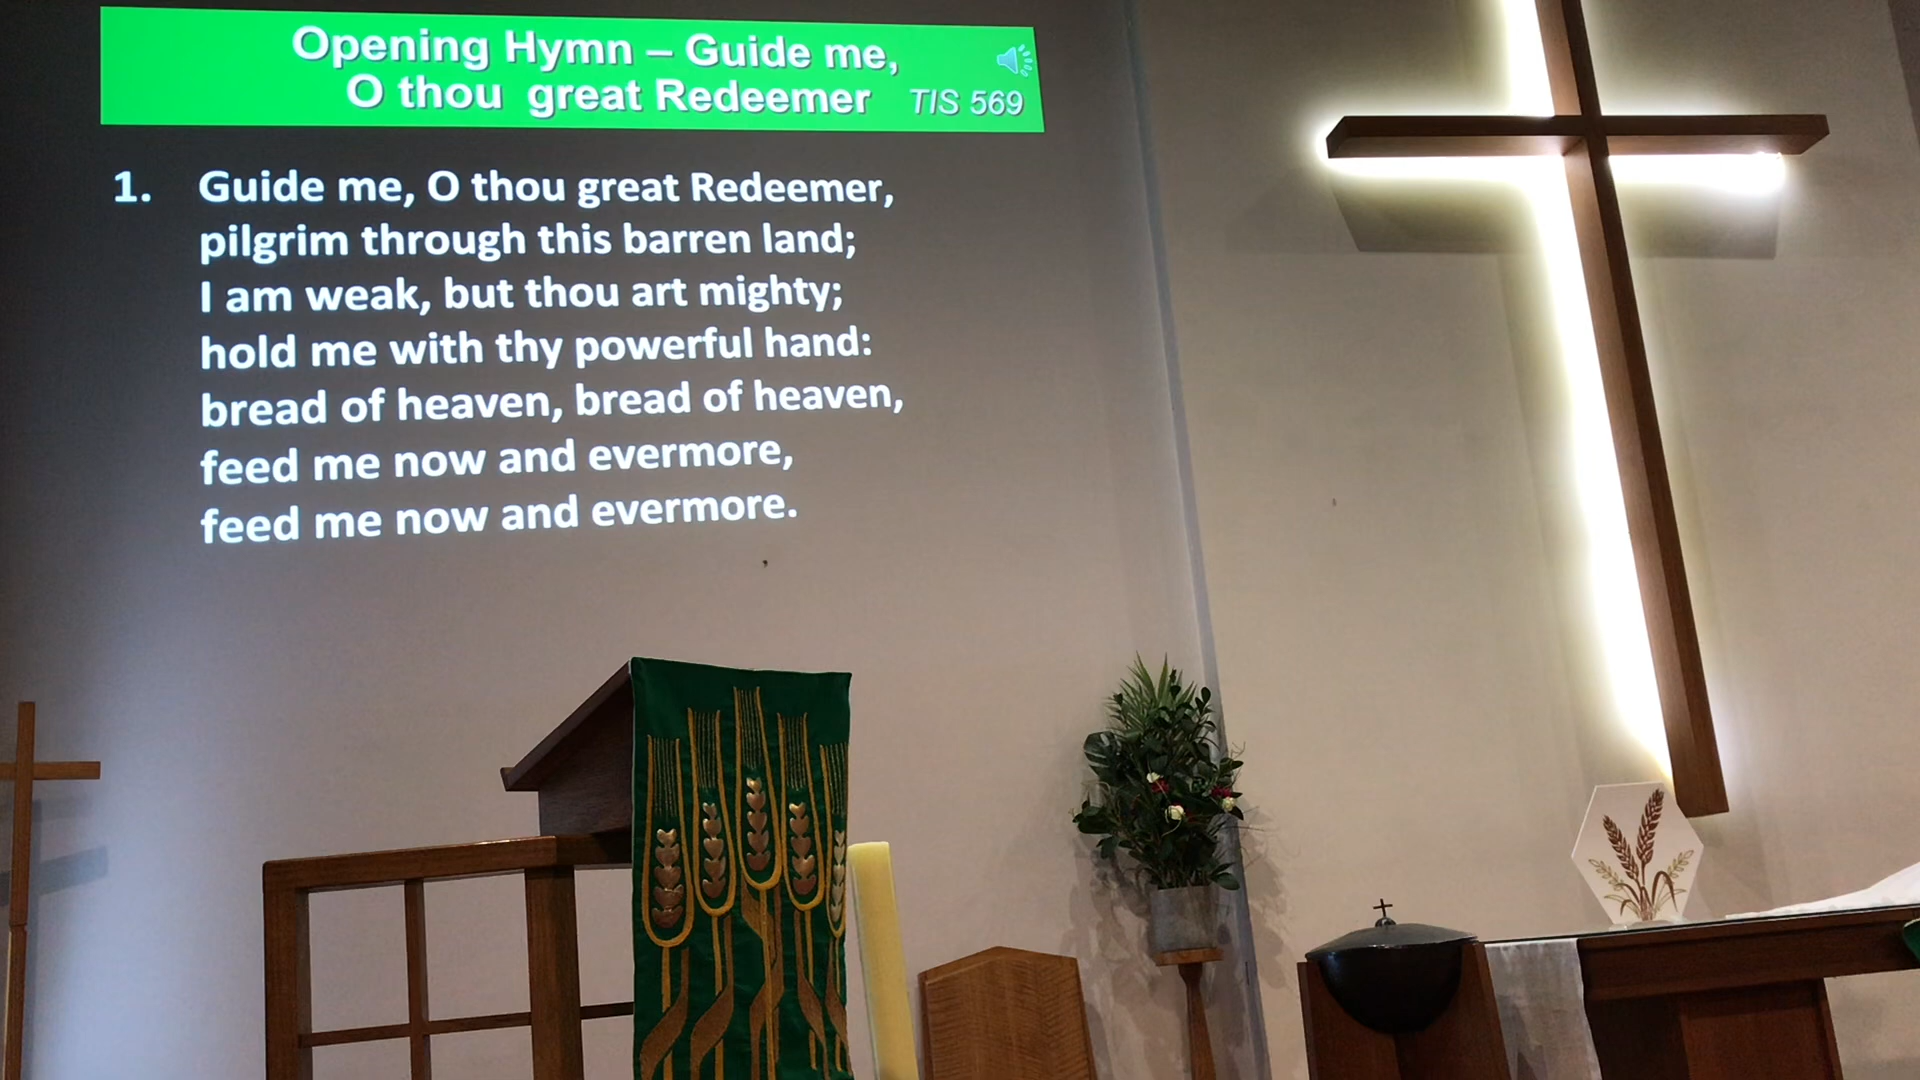 Opening Hymn – Guide me,
O thou great Redeemer TIS 569
1. Guide me, O thou great Redeemer,
pilgrim through this barren land;
I am weak, but thou art mighty;
hold me with thy powerful hand:
bread of heaven, bread of heaven,
feed me now and evermore,
feed me now and evermore.